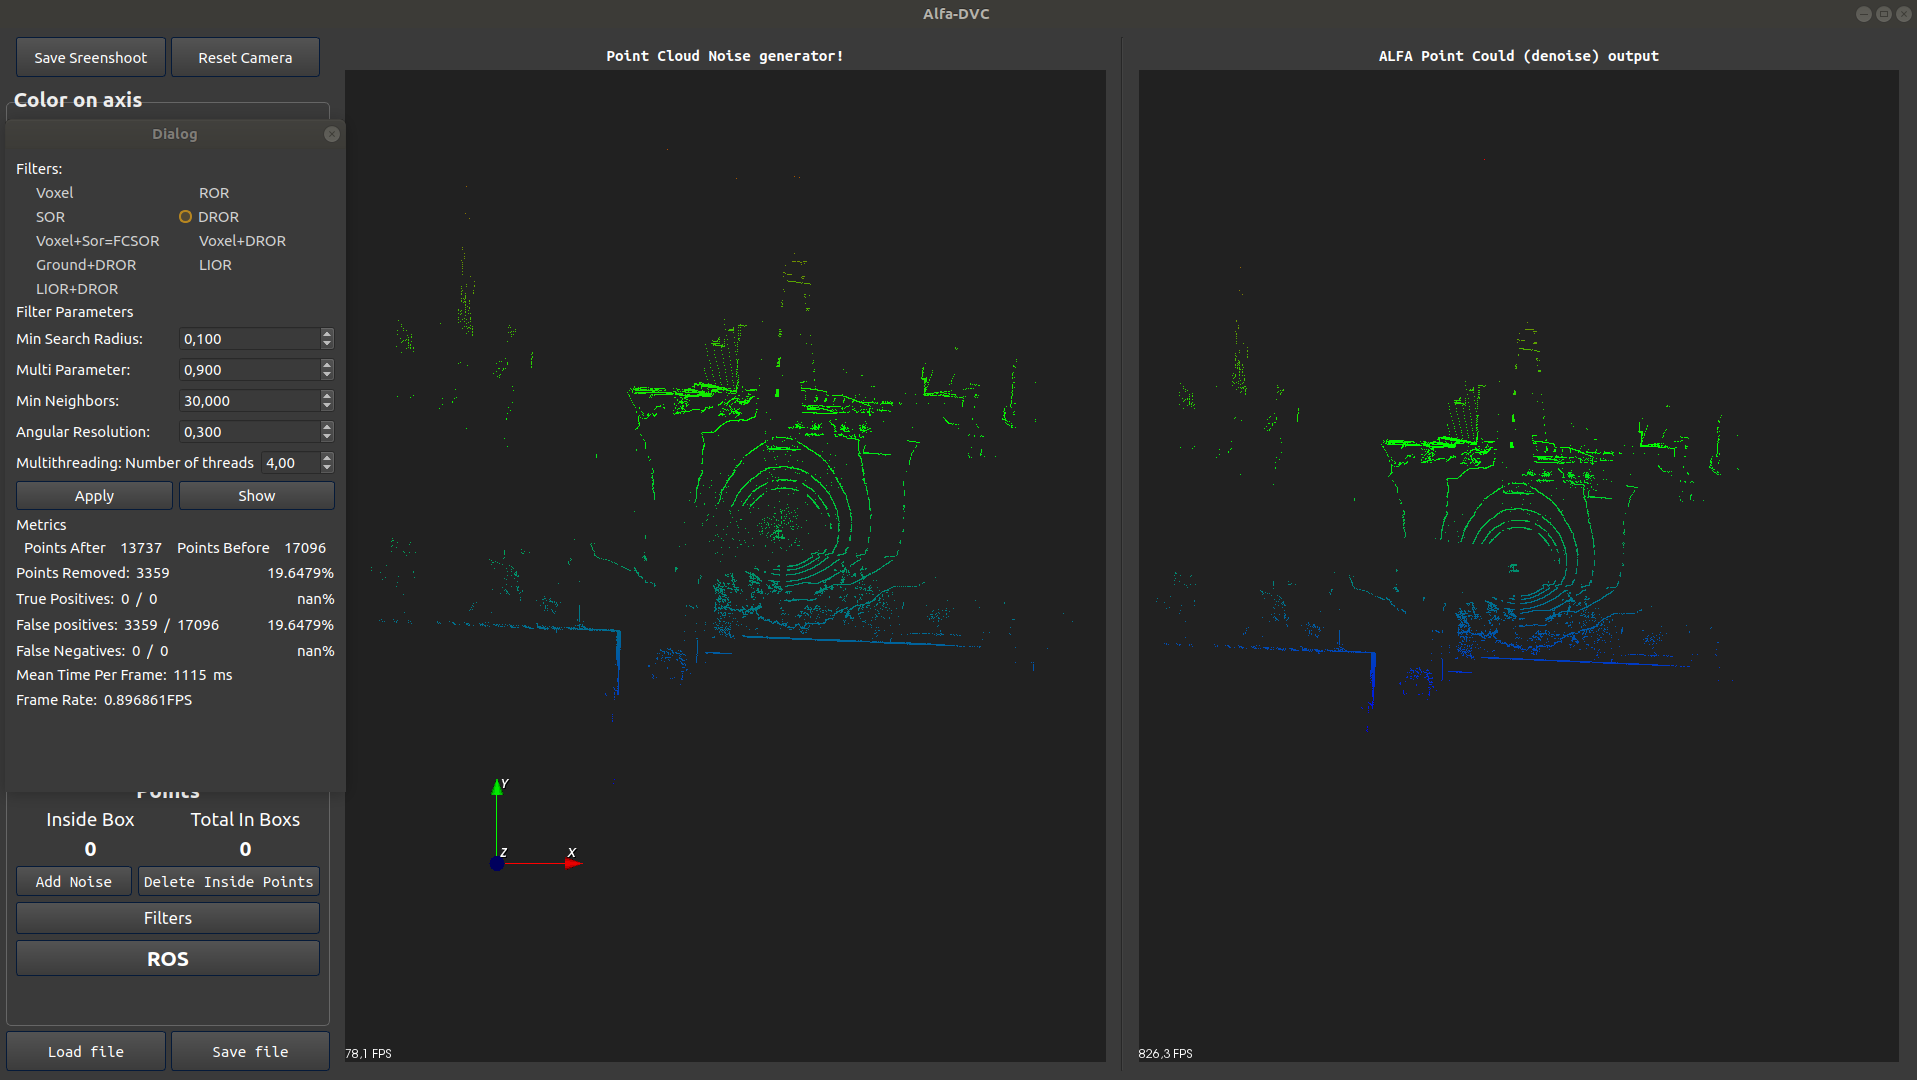 Alfa-DVC
Save Sreenshoot
Reset Camera
Color on axis
Dialog
Filters:
Voxel
ROR
SOR
DROR
Voxel+Sor=FCSOR
Voxel+DROR
Ground+DROR
LIOR
LIOR+DROR
Filter Parameters
Min Search Radius: 0,100
Multi Parameter: 0,900
Min Neighbors: 30,000
Angular Resolution: 0,300
Multithreading: Number of threads 4,00
Apply
Show
Metrics
Points After 13737 Points Before 17096
Points Removed: 3359 19.6479%
True Positives: 0 / 0 nan%
False positives: 3359 / 17096 19.6479%
False Negatives: 0 / 0 nan%
Mean Time Per Frame: 1115 ms
Frame Rate: 0.896861FPS
Points
Inside Box
Total In Boxs
0
0
Add Noise
Delete Inside Points
Filters
ROS
Load file
Save file
Point Cloud Noise generator!
Y
Z
X
78,1 FPS
ALFA Point Could (denoise) output
826,3 FPS